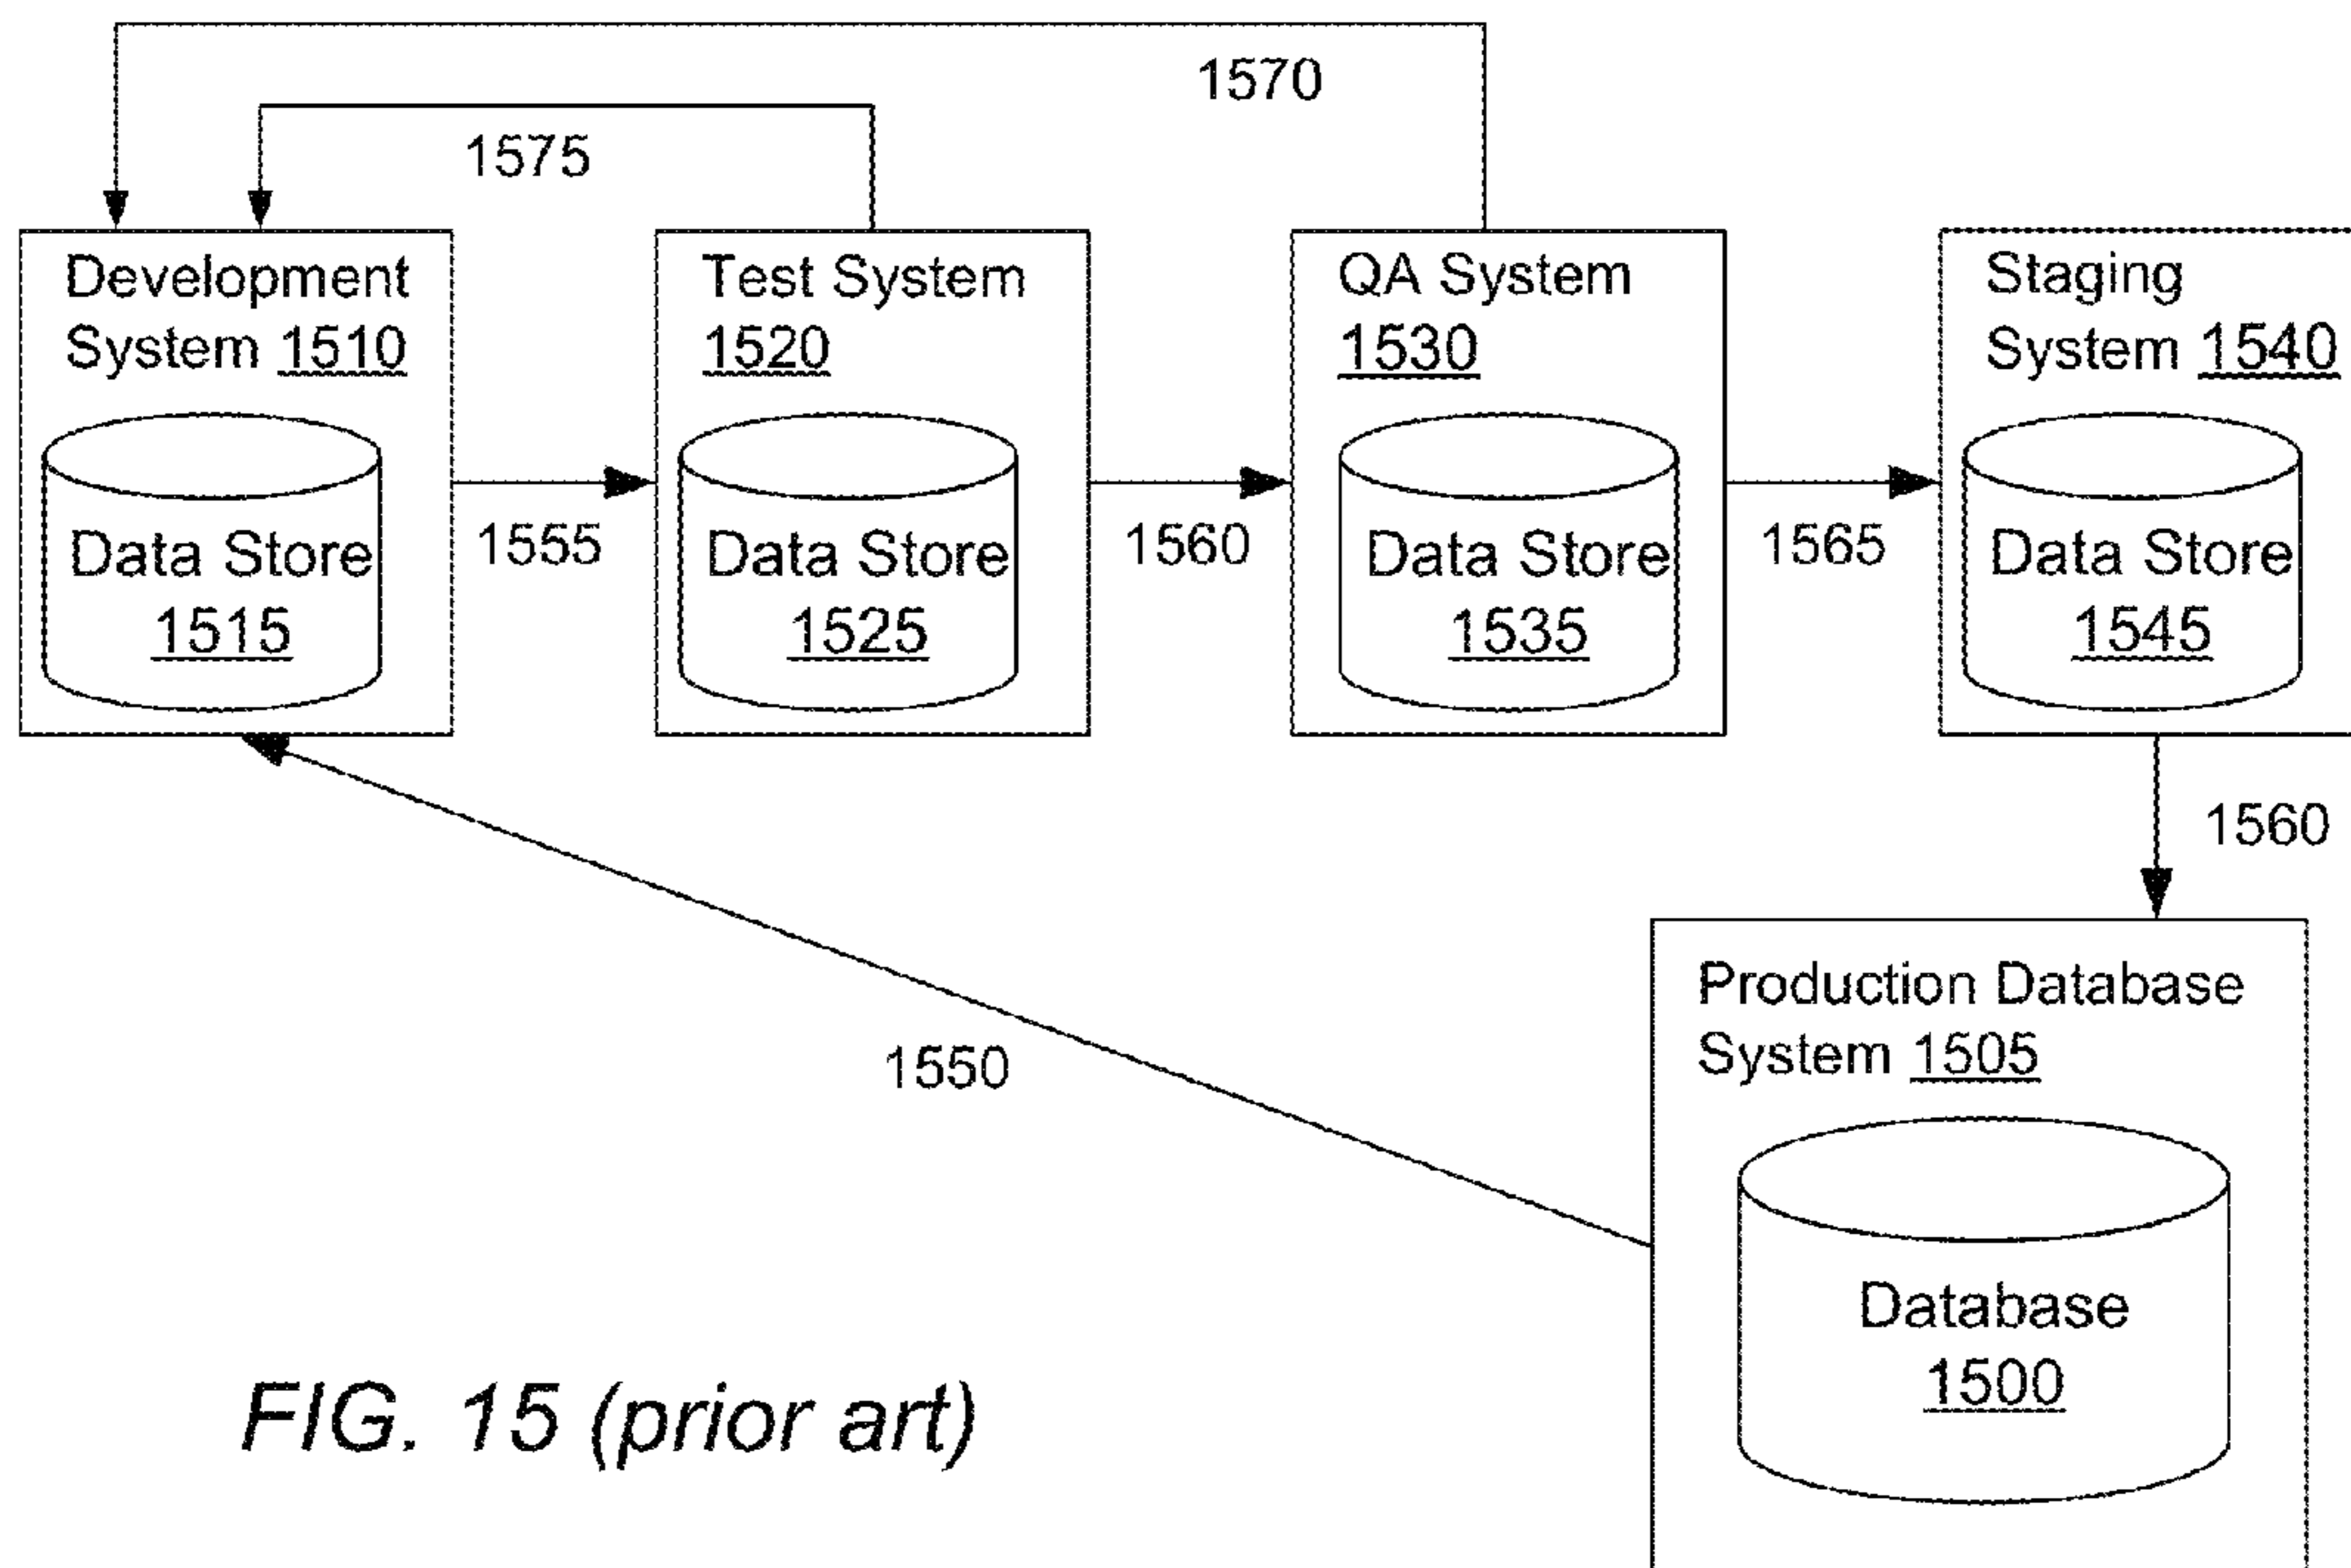 1570
1575
Development
System 1510
Data Store
1515
1555
Test System
1520
Data Store
1525
1560
QA System
1530
Data Store
1535
1565
Staging
System 1540
Data Store
1545
1560
1550
Production Database
System 1505
Database
1500
FIG. 15 (prior art)